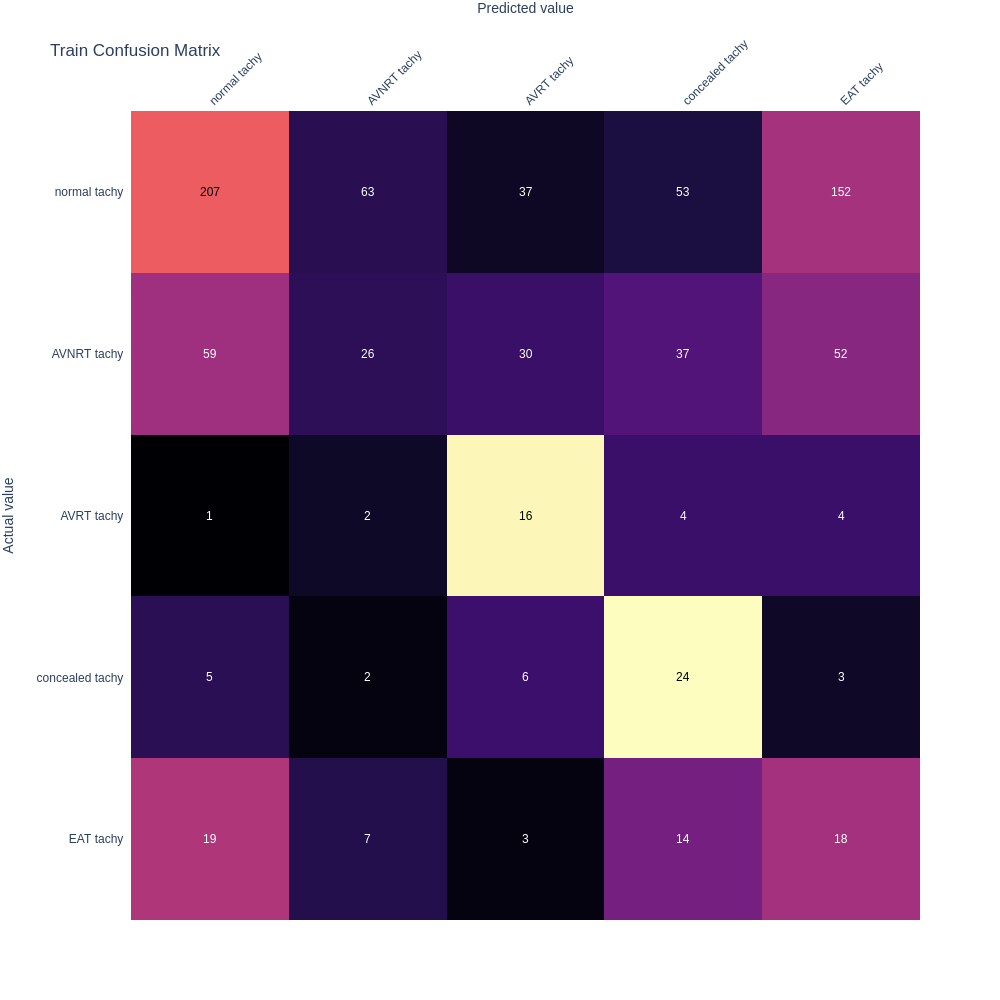 Predicted value
Train Confusion Matrix
normal tachy
AVNRT tachy
AVRT tachy
concealed tachy
EAT tachy
normal tachy 207 63 37 53 152
AVNRT tachy 59 26 30 37 52
AVRT tachy 1 2 16 4 4
concealed tachy 5 2 6 24 3
EAT tachy 19 7 3 14 18
Actual value